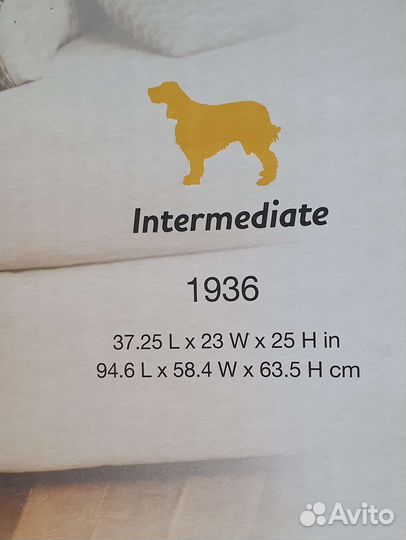 Intermediate
1936
37.25 L x 23 W x 25 H in
94.6 L x 58.4 W x 63.5 H cm
Avito